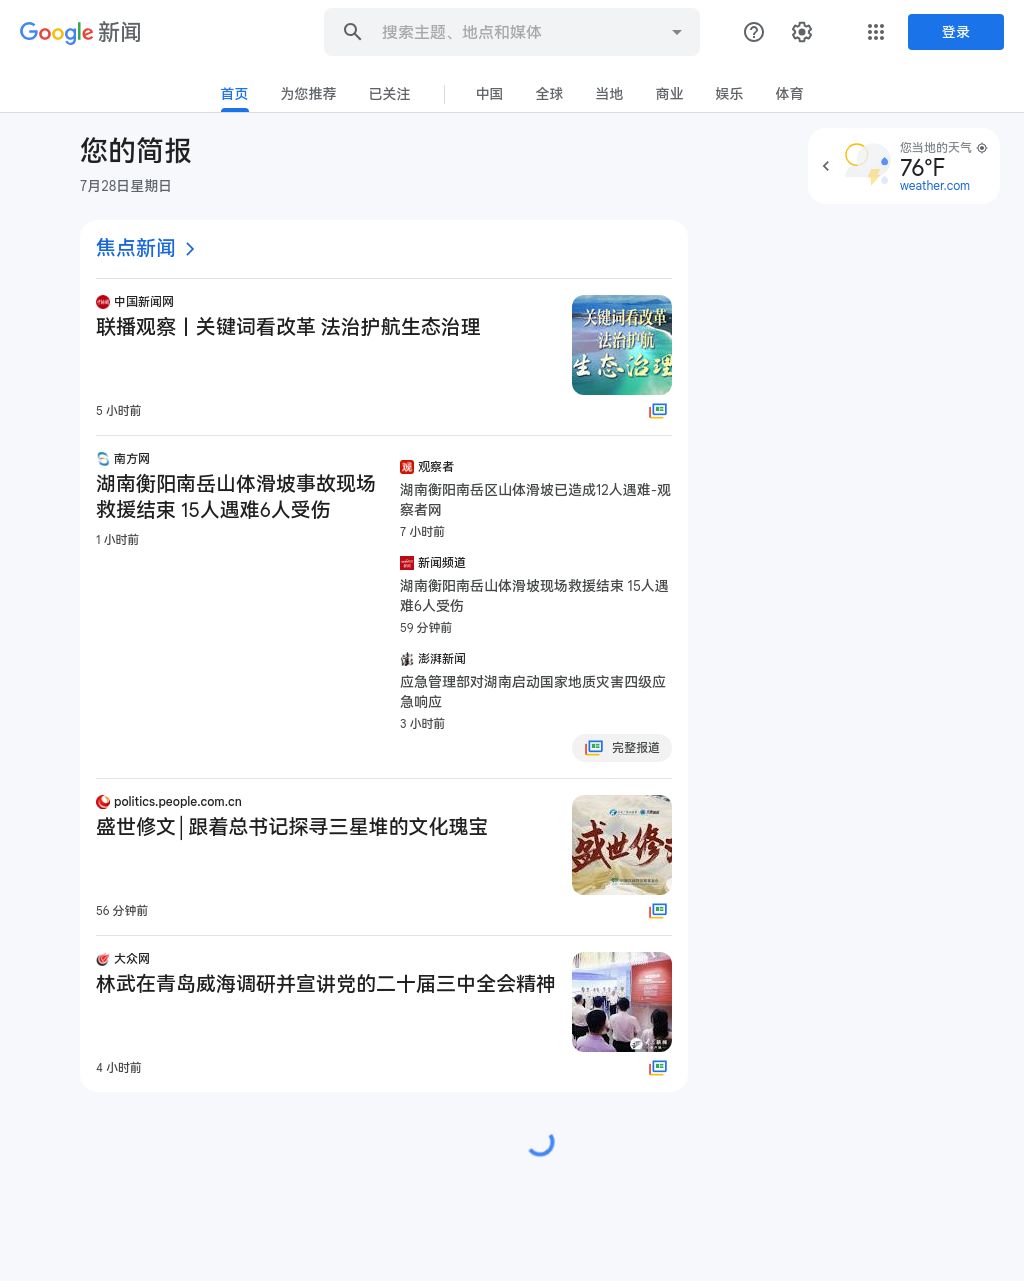 Google 新闻
搜索主题、地点和媒体
登录
首页
为您推荐
已关注
中国
全球
当地
商业
娱乐
体育
您的简报
7月28日星期日
您当地的天气
76°F
weather.com
焦点新闻
中国新闻网
联播观察丨关键词看改革 法治护航生态治理
关键词看改革
法治护航
生态治理
5 小时前
南方网
湖南衡阳南岳山体滑坡事故现场
救援结束 15人遇难6人受伤
1 小时前
观察者
湖南衡阳南岳区山体滑坡已造成12人遇难-观
察者网
7 小时前
新闻频道
湖南衡阳南岳山体滑坡现场救援结束 15人遇
难6人受伤
59 分钟前
澎湃新闻
应急管理部对湖南启动国家地质灾害四级应
急响应
3 小时前
完整报道
politics.people.com.cn
盛世修文│跟着总书记探寻三星堆的文化瑰宝
盛世修
56 分钟前
大众网
林武在青岛威海调研并宣讲党的二十届三中全会精神
4 小时前